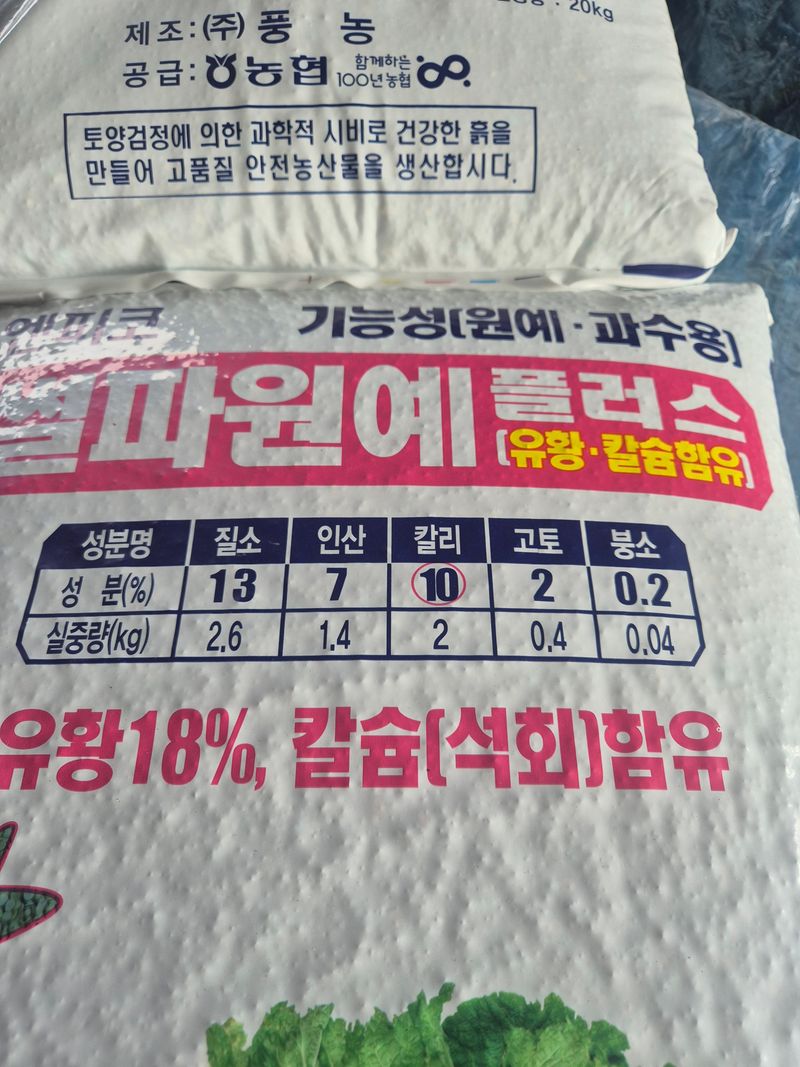 : 20kg
제조:(주) 풍 농
공급: 농협 함께하는 100년농협
토양검정에 의한 과학적 시비로 건강한 흙을
만들어 고품질 안전농산물을 생산합시다.
기능성(원예·과수용)
파원예 플러스
(유황·칼슘함유)
성분명 질소 인산 칼리 고토 붕소
성 분(%) 13 7 10 2 0.2
실중량(kg) 2.6 1.4 2 0.4 0.04
유황18%, 칼슘(석회)함유